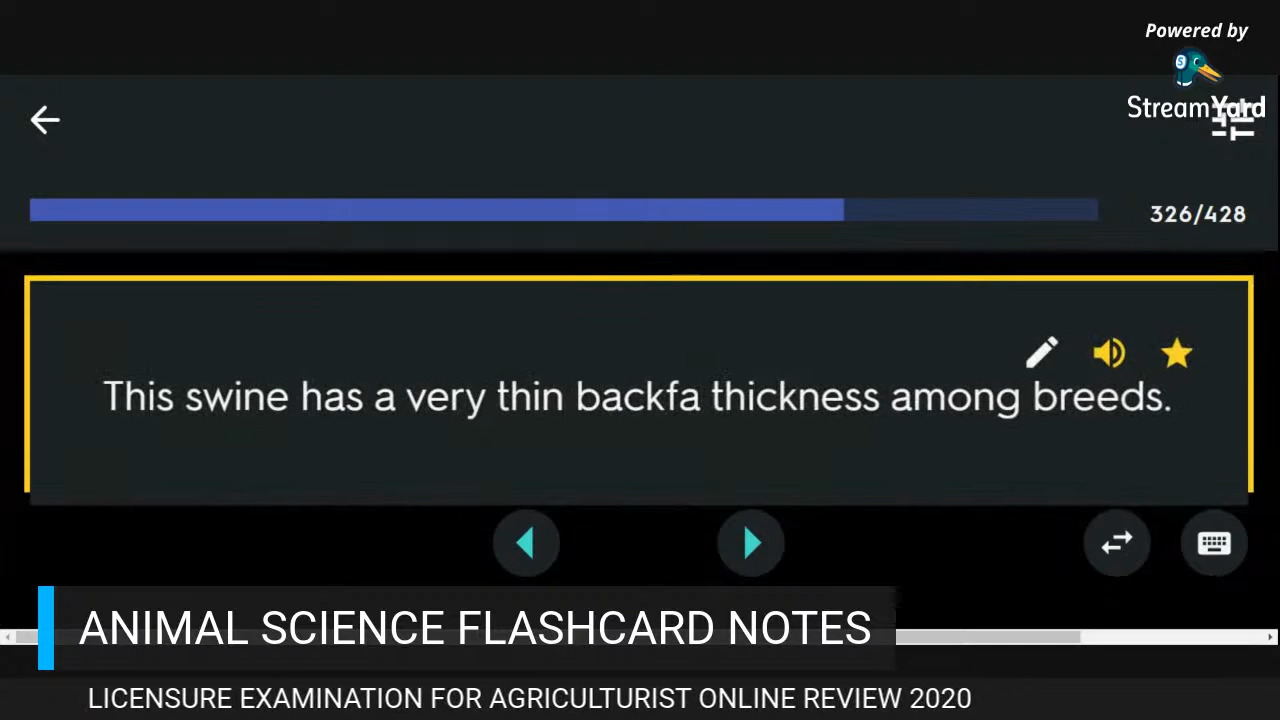 Powered by
StreamYard
326/428
This swine has a very thin backfa thickness among breeds.
ANIMAL SCIENCE FLASHCARD NOTES
LICENSURE EXAMINATION FOR AGRICULTURIST ONLINE REVIEW 2020